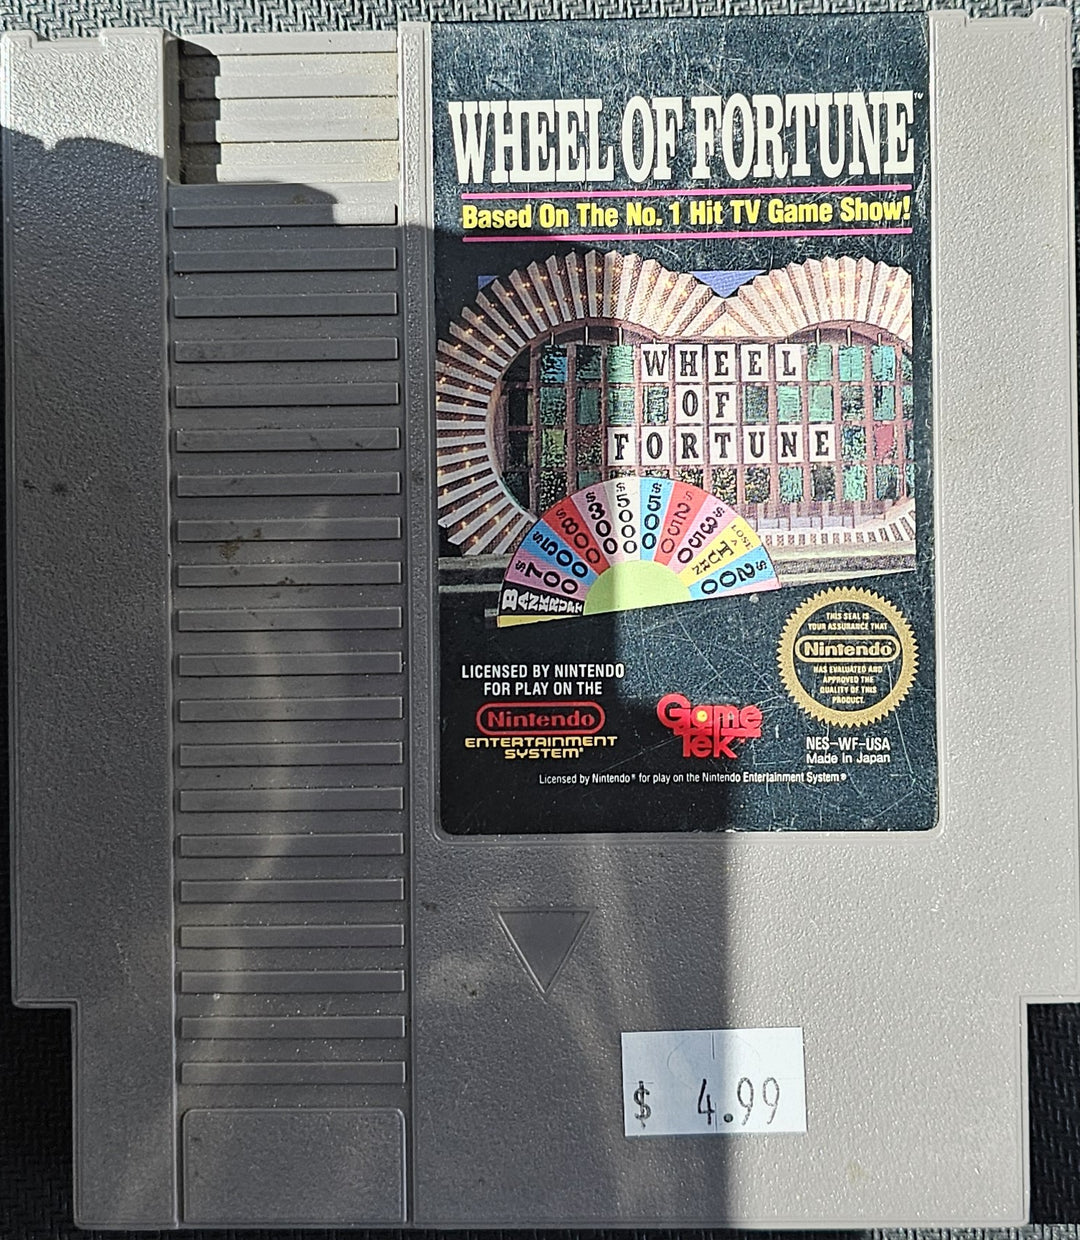 WHEEL OF FORTUNE™
Based On The No. 1 Hit TV Game Show!
WHEEL
OF
FORTUNE
BANKRUPT
$700
$500
$800
$300
$5000
$500
$250
$350
LOSE A TURN
$200
THIS SEAL IS
YOUR ASSURANCE THAT
Nintendo
HAS EVALUATED AND
APPROVED THE
QUALITY OF THIS
PRODUCT.
LICENSED BY NINTENDO
FOR PLAY ON THE
Nintendo
ENTERTAINMENT
SYSTEM®
Game
Tek
NES-WF-USA
Made in Japan
Licensed by Nintendo® for play on the Nintendo Entertainment System®
$ 4.99